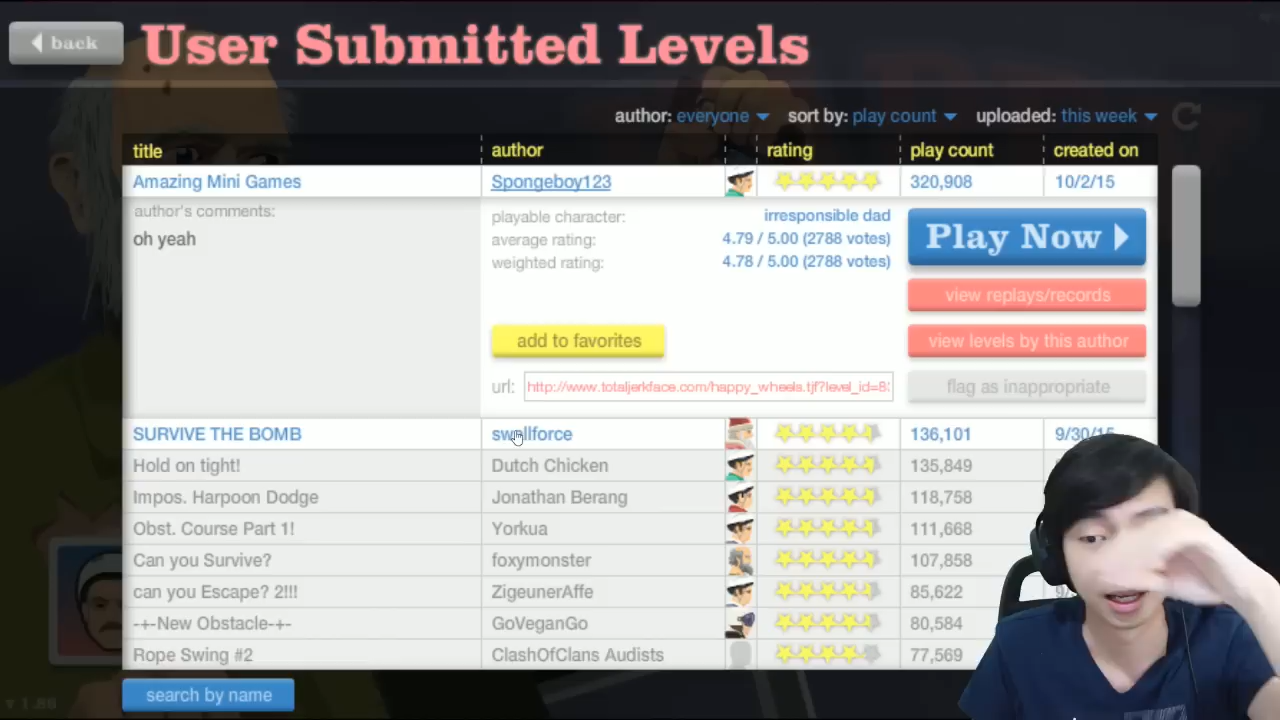 back
User Submitted Levels
author: everyone sort by: play count uploaded: this week
title author rating play count created on
Amazing Mini Games Spongeboy123 320,908 10/2/15
author's comments:
oh yeah
playable character: irresponsible dad
average rating: 4.79 / 5.00 (2788 votes)
weighted rating: 4.78 / 5.00 (2788 votes)
Play Now
view replays/records
add to favorites
view levels by this author
url: http://www.totaljerkface.com/happy_wheels.tjf?level_id=8
flag as inappropriate
SURVIVE THE BOMB swallforce 136,101 9/30/15
Hold on tight! Dutch Chicken 135,849
Impos. Harpoon Dodge Jonathan Berang 118,758
Obst. Course Part 1! Yorkua 111,668
Can you Survive? foxymonster 107,858
can you Escape? 2!!! ZigeunerAffe 85,622
-+-New Obstacle-+- GoVeganGo 80,584
Rope Swing #2 ClashOfClans Audists 77,569
search by name